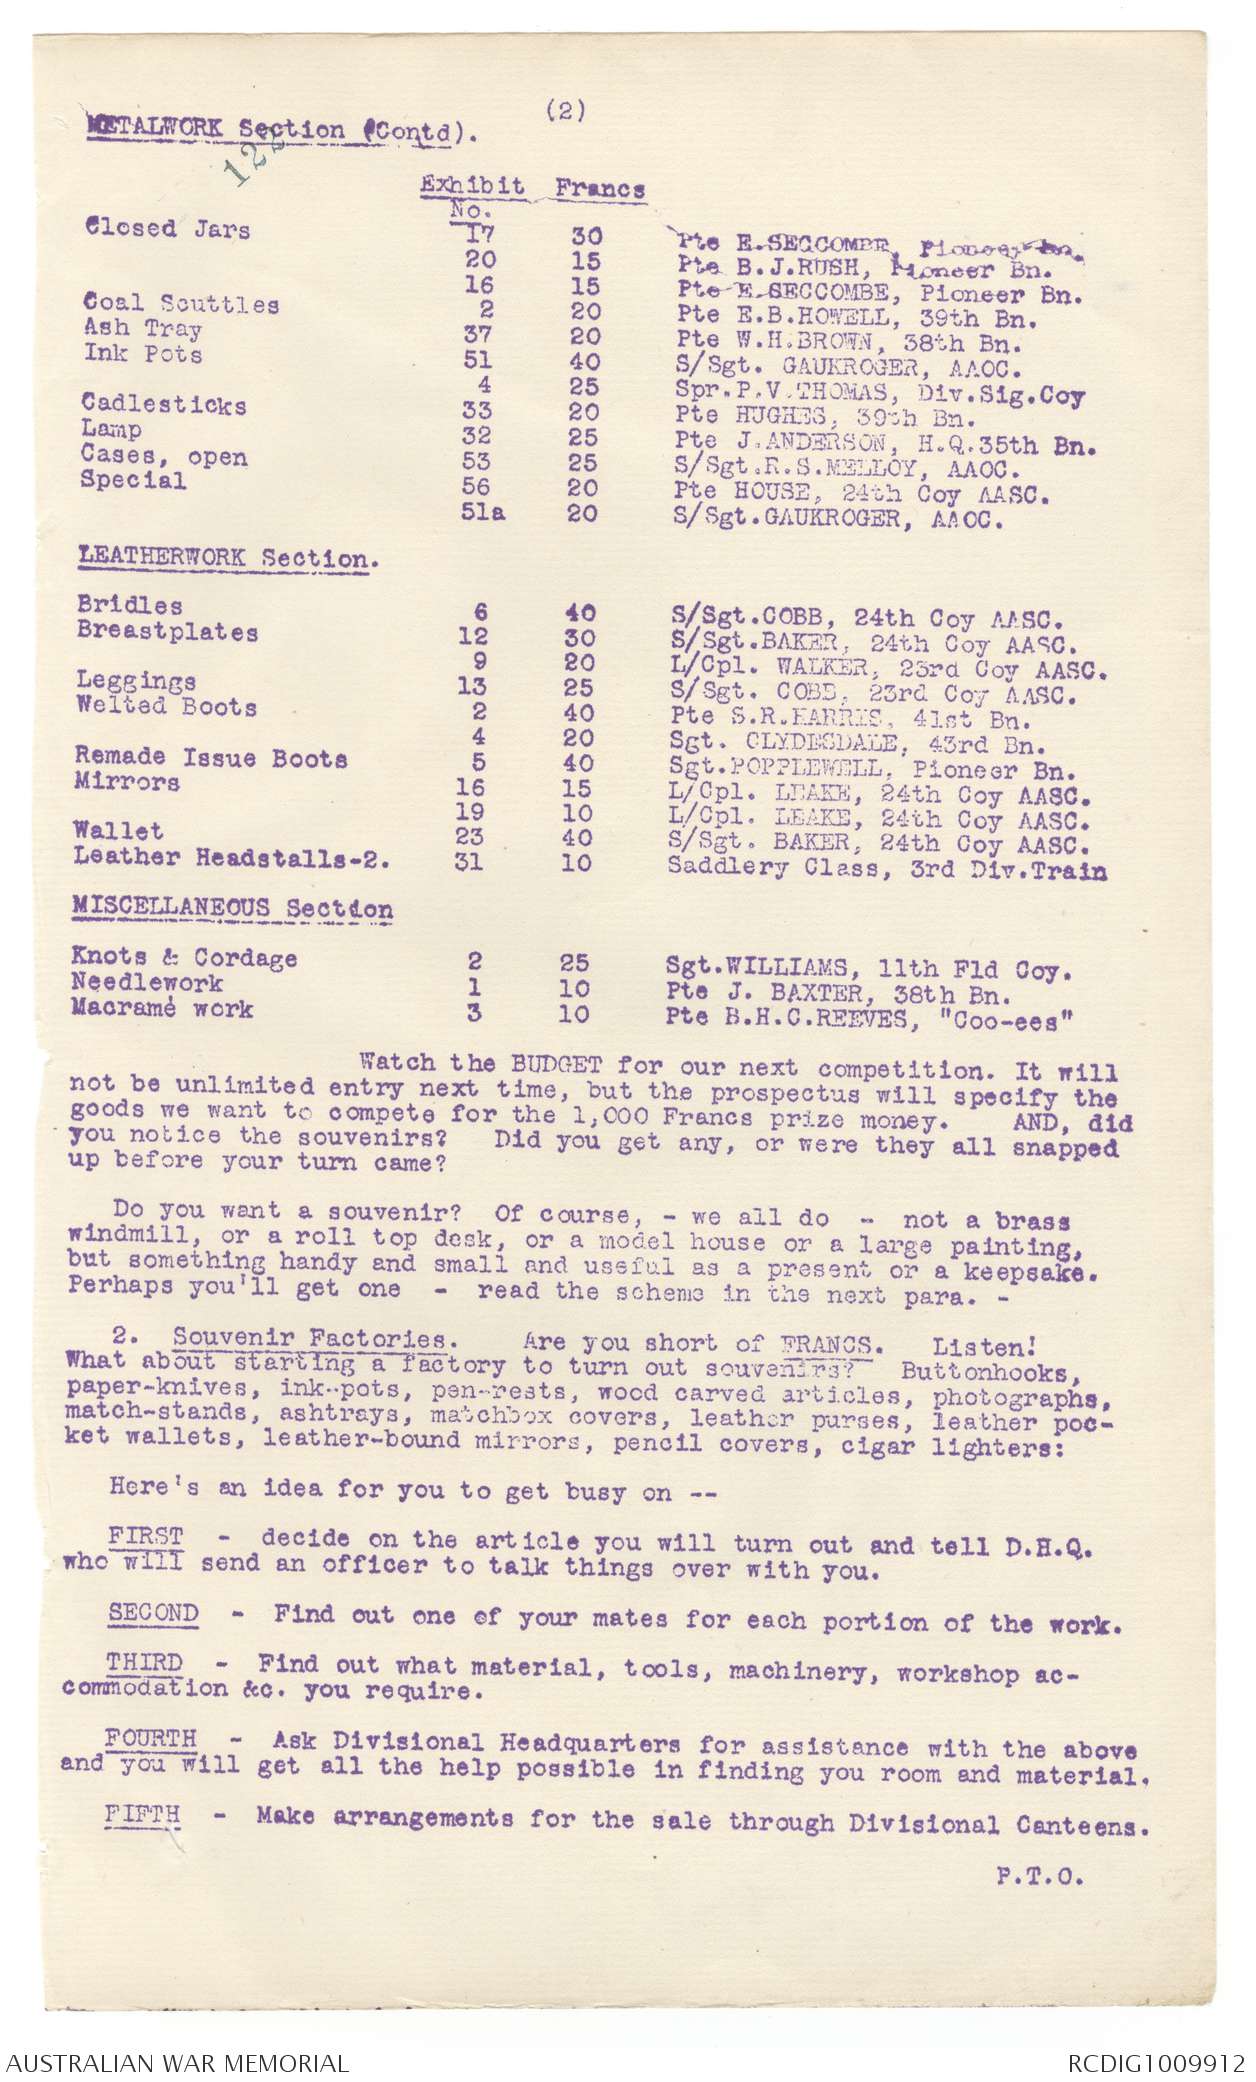 (2)
METALWORK Section (Contd).
122
Exhibit Francs
No.
Closed Jars 17 30 Pte E.SECCOMBE, Pioneer Bn.
20 15 Pte B.J.RUSH, Pioneer Bn.
16 15 Pte E.SECCOMBE, Pioneer Bn.
Coal Scuttles 2 20 Pte E.B.HOWELL, 39th Bn.
Ash Tray 37 20 Pte W.H.BROWN, 38th Bn.
Ink Pots 51 40 S/Sgt. GAUKROGER, AAOC.
4 25 Spr.P.V.THOMAS, Div.Sig.Coy
Cadlesticks 33 20 Pte HUGHES, 39th Bn.
Lamp 32 25 Pte J.ANDERSON, H.Q.35th Bn.
Cases, open 53 25 S/Sgt.R.S.MELLOY, AAOC.
Special 56 20 Pte HOUSE, 24th Coy AASC.
51a 20 S/Sgt.GAUKROGER, AAOC.
LEATHERWORK Section.
Bridles 6 40 S/Sgt.COBB, 24th Coy AASC.
Breastplates 12 30 S/Sgt.BAKER, 24th Coy AASC.
9 20 L/Cpl. WALKER, 23rd Coy AASC.
Leggings 13 25 S/Sgt. COBB, 23rd Coy AASC.
Welted Boots 2 40 Pte S.R.HARRIS, 41st Bn.
4 20 Sgt. CLYDESDALE, 43rd Bn.
Remade Issue Boots 5 40 Sgt.POPPLEWELL, Pioneer Bn.
Mirrors 16 15 L/Cpl. LEAKE, 24th Coy AASC.
19 10 L/Cpl. LEAKE, 24th Coy AASC.
Wallet 23 40 S/Sgt. BAKER, 24th Coy AASC.
Leather Headstalls-2. 31 10 Saddlery Class, 3rd Div.Train
MISCELLANEOUS Section
Knots & Cordage 2 25 Sgt.WILLIAMS, 11th Fld Coy.
Needlework 1 10 Pte J. BAXTER, 38th Bn.
Macramé work 3 10 Pte B.H.C.REEVES, "Coo-ees"
Watch the BUDGET for our next competition. It will
not be unlimited entry next time, but the prospectus will specify the
goods we want to compete for the 1,000 Francs prize money. AND, did
you notice the souvenirs? Did you get any, or were they all snapped
up before your turn came?
Do you want a souvenir? Of course, - we all do - not a brass
windmill, or a roll top desk, or a model house or a large painting,
but something handy and small and useful as a present or a keepsake.
Perhaps you'll get one - read the scheme in the next para. -
2. Souvenir Factories. Are you short of FRANCS. Listen!
What about starting a factory to turn out souvenirs? Buttonhooks,
paper-knives, ink-pots, pen-rests, wood carved articles, photographs,
match-stands, ashtrays, matchbox covers, leather purses, leather poc-
ket wallets, leather-bound mirrors, pencil covers, cigar lighters:
Here's an idea for you to get busy on --
FIRST - decide on the article you will turn out and tell D.H.Q.
who will send an officer to talk things over with you.
SECOND - Find out one of your mates for each portion of the work.
THIRD - Find out what material, tools, machinery, workshop ac-
commodation &c. you require.
FOURTH - Ask Divisional Headquarters for assistance with the above
and you will get all the help possible in finding you room and material.
FIFTH - Make arrangements for the sale through Divisional Canteens.
P.T.O.
AUSTRALIAN WAR MEMORIAL
RCDIG1009912